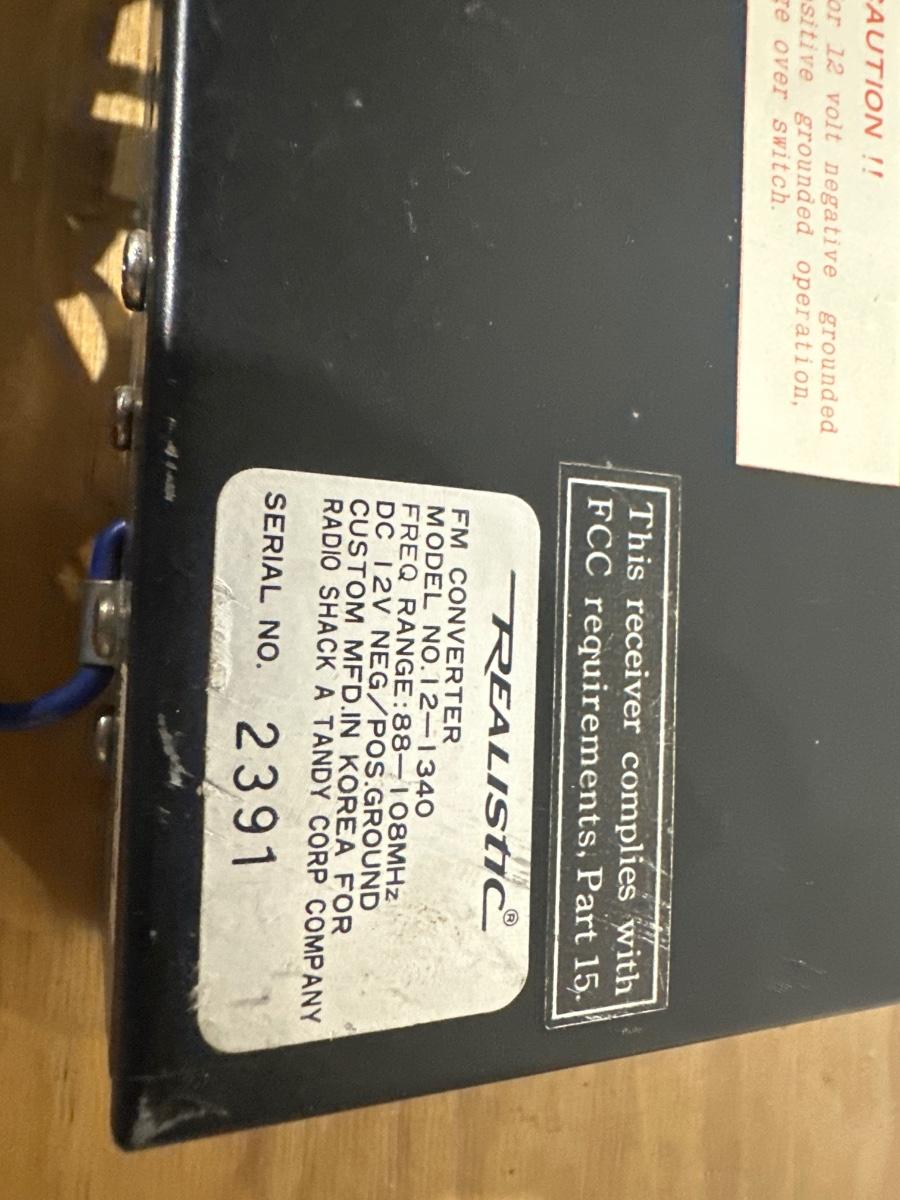 CAUTION !!
or 12 volt negative grounded
sitive grounded operation,
ge over switch.
This receiver complies with
FCC requirements, Part 15.
REALISTIC®
FM CONVERTER
MODEL NO.12—1340
FREQ RANGE:88—108MHz
DC 12V NEG/POS.GROUND
CUSTOM MFD.IN KOREA FOR
RADIO SHACK A TANDY CORP COMPANY
SERIAL NO. 2391